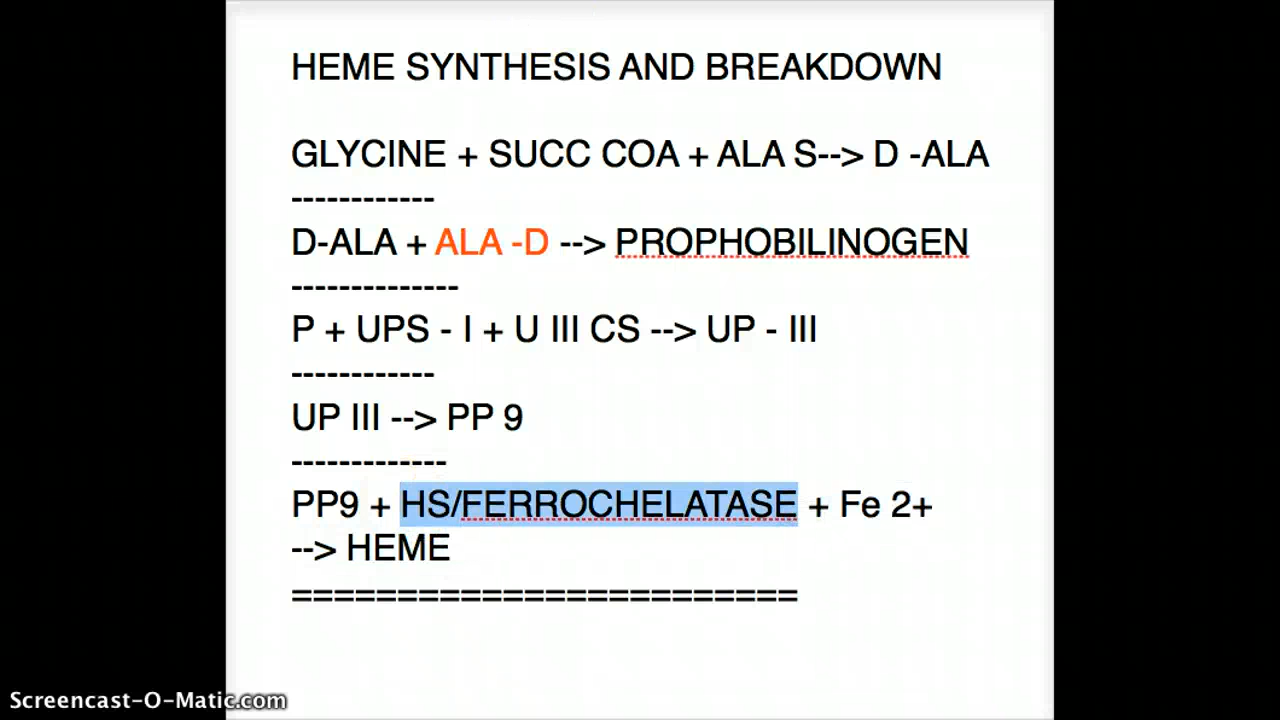 HEME SYNTHESIS AND BREAKDOWN
GLYCINE + SUCC COA + ALA S--> D -ALA
------------
D-ALA + ALA -D --> PROPHOBILINOGEN
--------------
P + UPS - I + U III CS --> UP - III
------------
UP III --> PP 9
-------------
PP9 + HS/FERROCHELATASE + Fe 2+
--> HEME
========================
Screencast-O-Matic.com